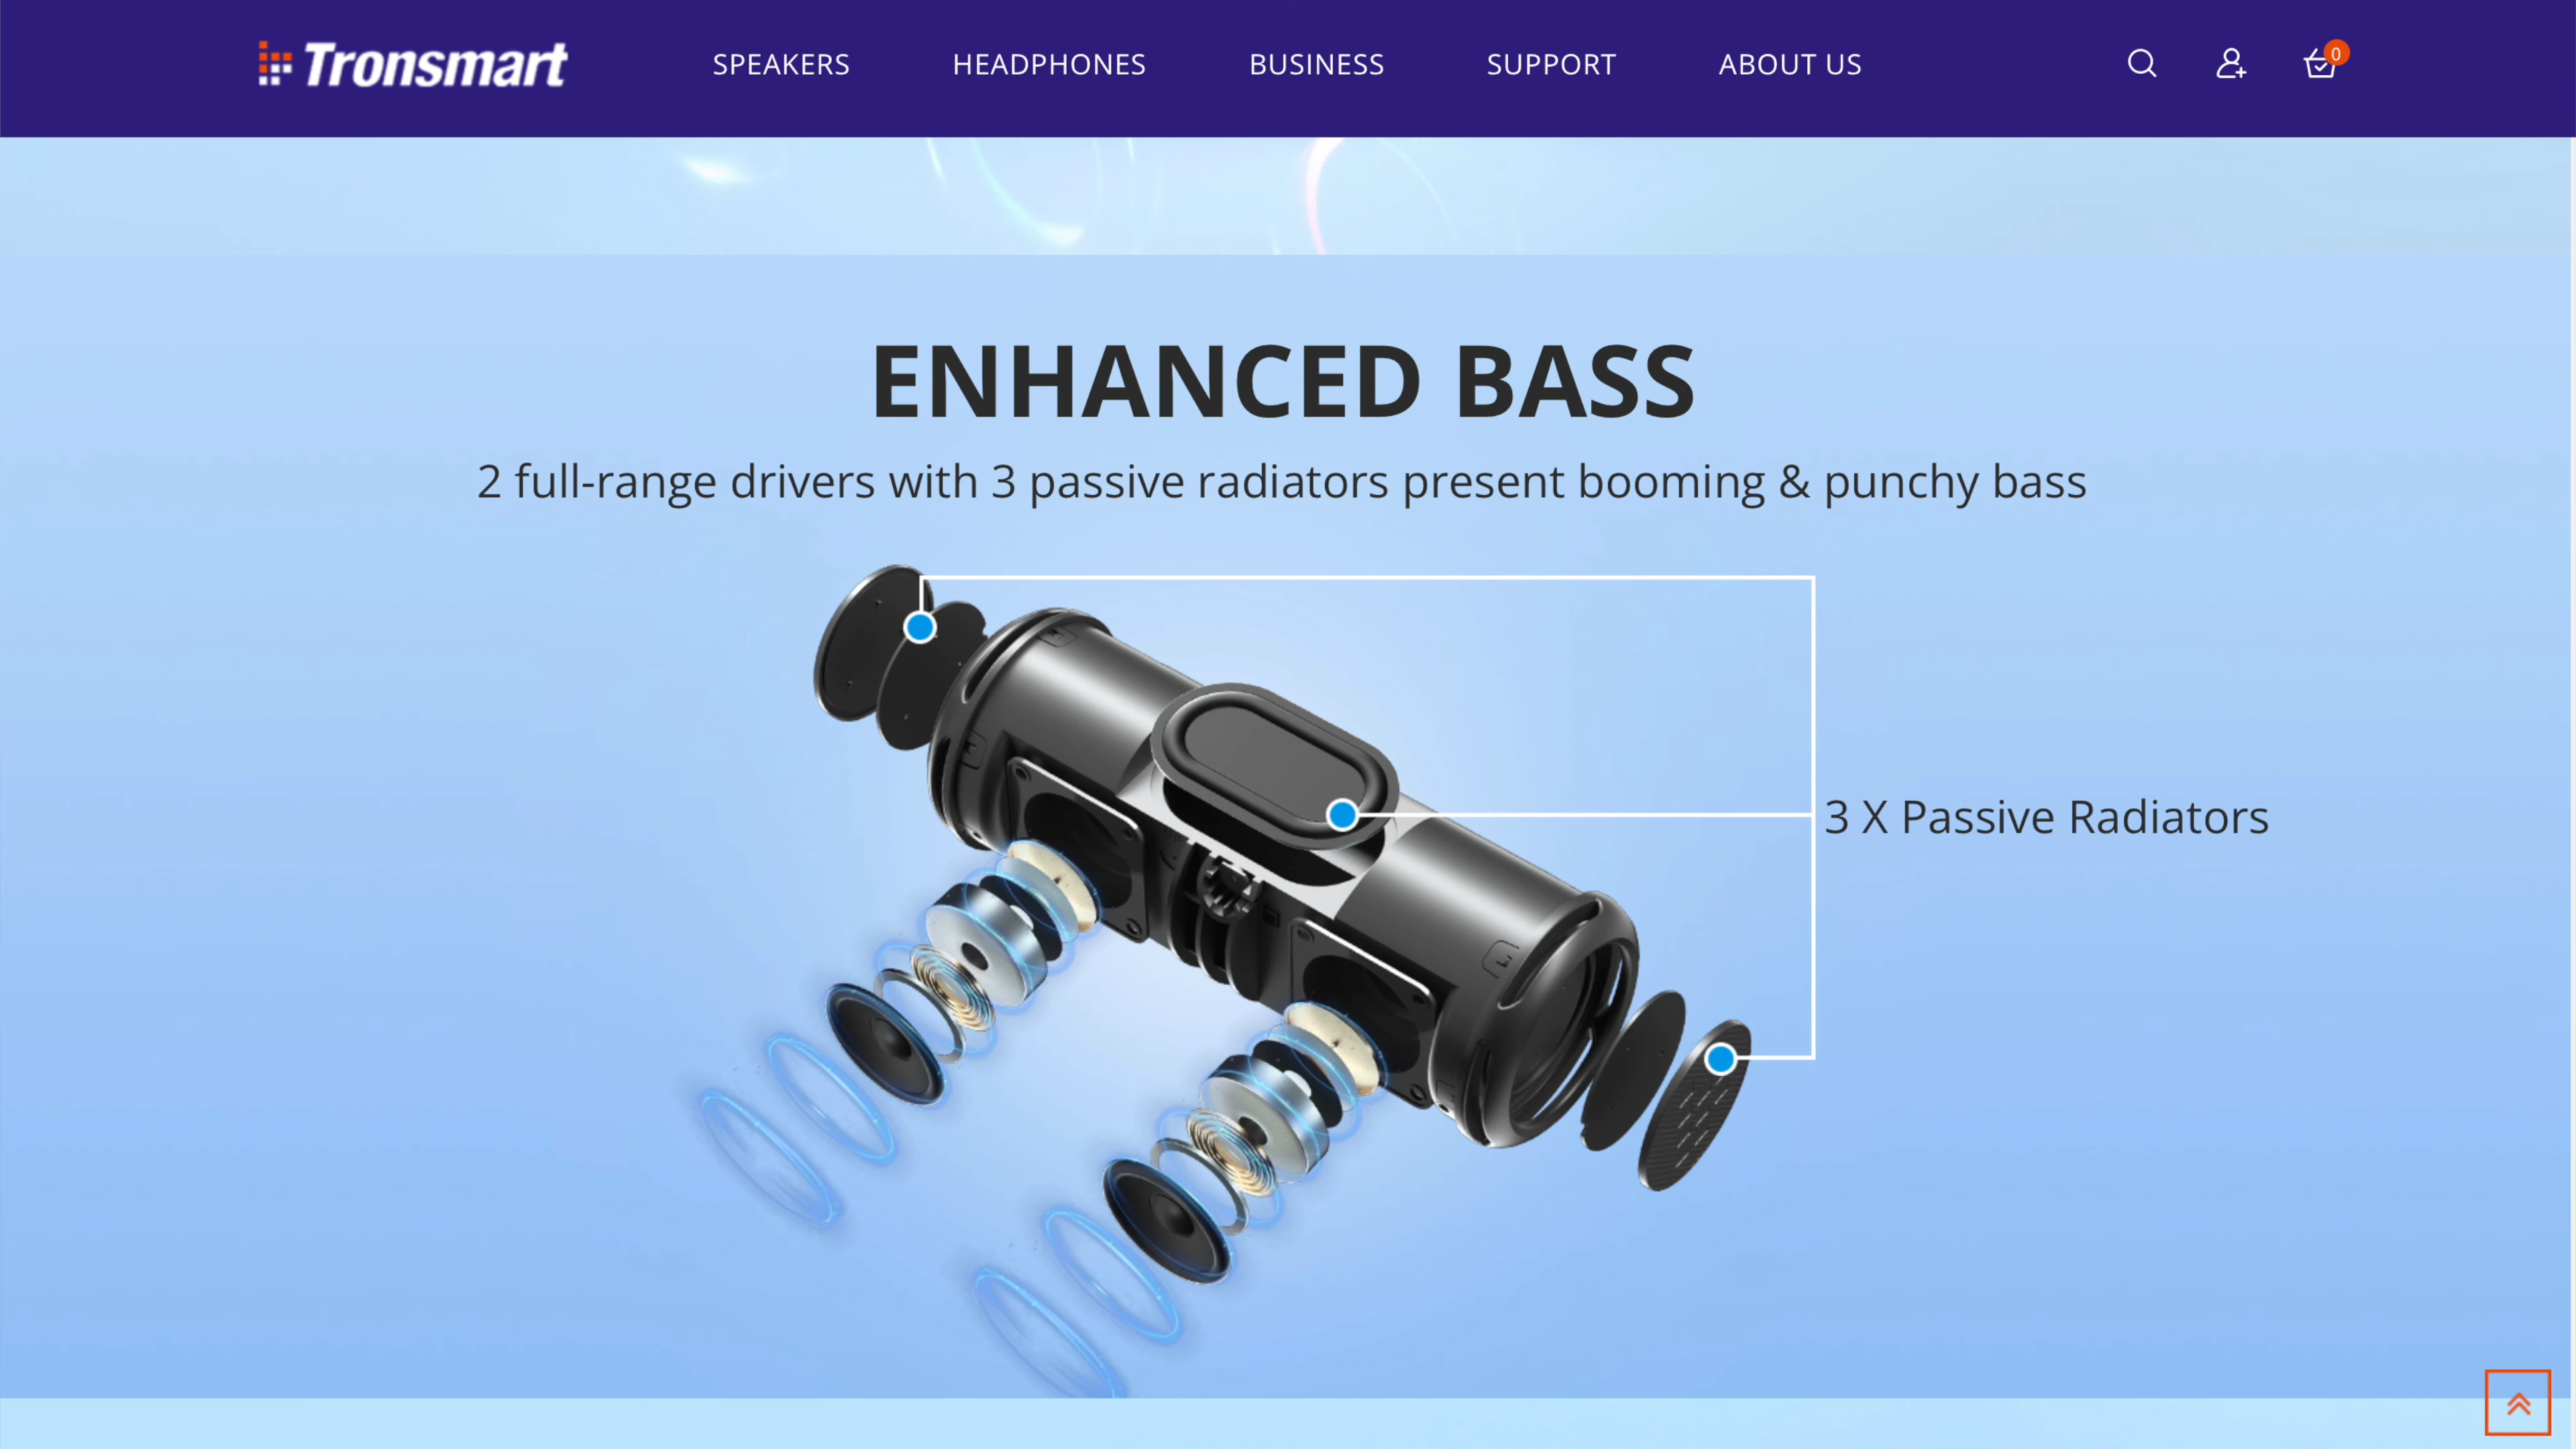 Tronsmart
SPEAKERS
HEADPHONES
BUSINESS
SUPPORT
ABOUT US
0
ENHANCED BASS
2 full-range drivers with 3 passive radiators present booming & punchy bass
3 X Passive Radiators